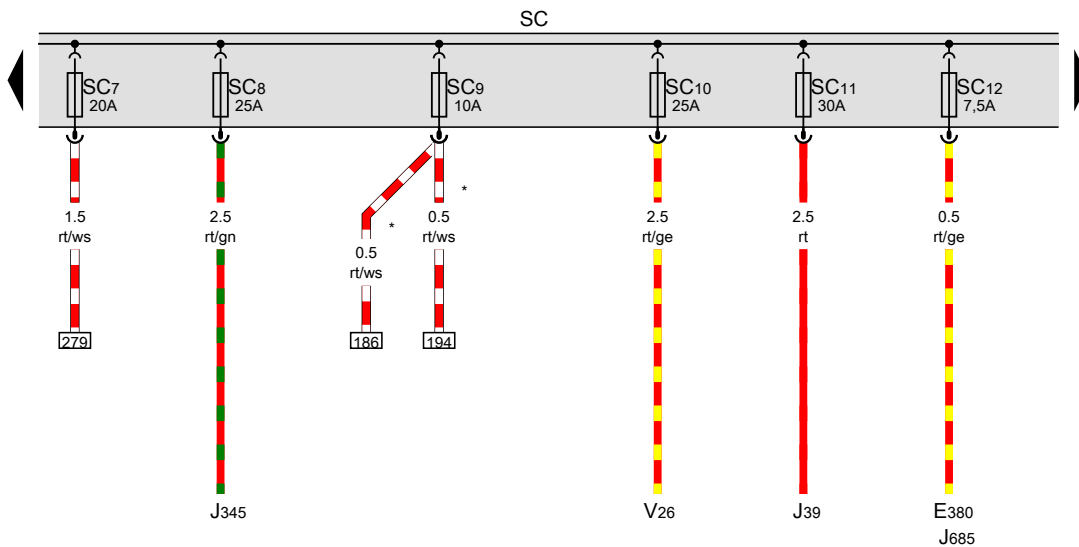 SC
SC7
20A
SC8
25A
SC9
10A
SC10
25A
SC11
30A
SC12
7,5A
*
*
1.5
rt/ws
2.5
rt/gn
0.5
rt/ws
0.5
rt/ws
2.5
rt/ge
2.5
rt
0.5
rt/ge
279
186
194
J345
V26
J39
E380
J685